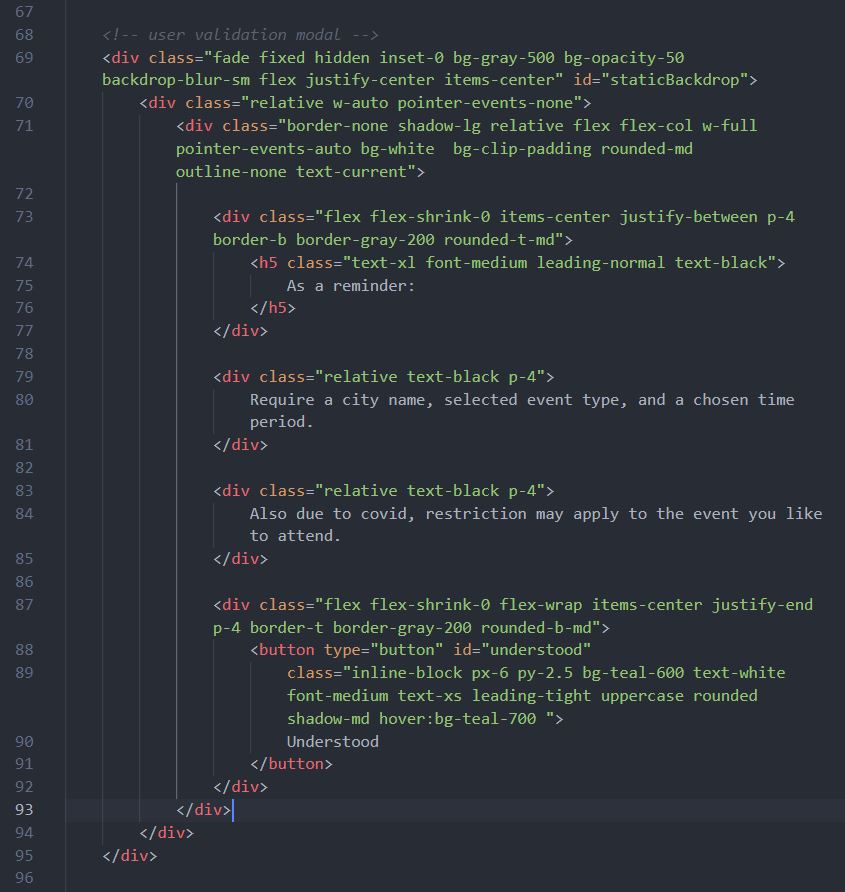 67
68 <!-- user validation modal -->
69 <div class="fade fixed hidden inset-0 bg-gray-500 bg-opacity-50
backdrop-blur-sm flex justify-center items-center" id="staticBackdrop">
70 <div class="relative w-auto pointer-events-none">
71 <div class="border-none shadow-lg relative flex flex-col w-full
pointer-events-auto bg-white  bg-clip-padding rounded-md
outline-none text-current">
72
73 <div class="flex flex-shrink-0 items-center justify-between p-4
border-b border-gray-200 rounded-t-md">
74 <h5 class="text-xl font-medium leading-normal text-black">
75 As a reminder:
76 </h5>
77 </div>
78
79 <div class="relative text-black p-4">
80 Require a city name, selected event type, and a chosen time
period.
81 </div>
82
83 <div class="relative text-black p-4">
84 Also due to covid, restriction may apply to the event you like
to attend.
85 </div>
86
87 <div class="flex flex-shrink-0 flex-wrap items-center justify-end
p-4 border-t border-gray-200 rounded-b-md">
88 <button type="button" id="understood"
89 class="inline-block px-6 py-2.5 bg-teal-600 text-white
font-medium text-xs leading-tight uppercase rounded
shadow-md hover:bg-teal-700 ">
90 Understood
91 </button>
92 </div>
93 </div>
94 </div>
95 </div>
96